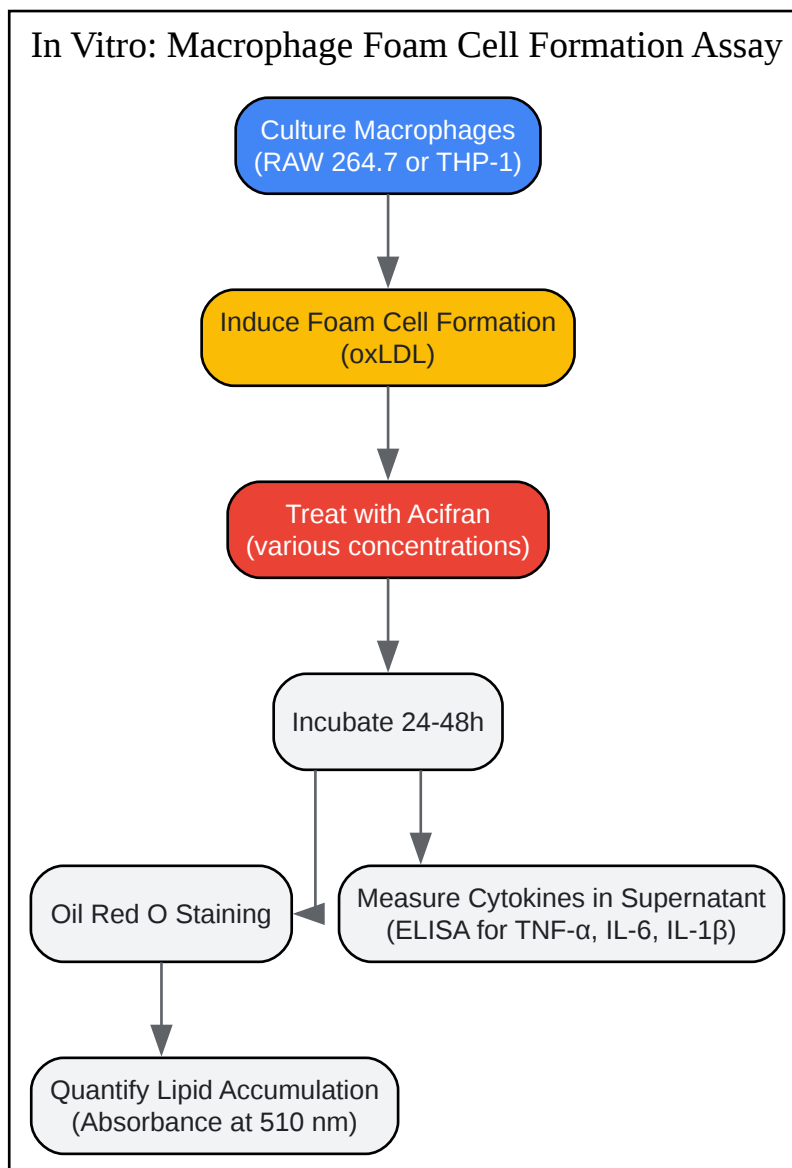 In Vitro: Macrophage Foam Cell Formation Assay
Culture Macrophages
(RAW 264.7 or THP-1)
Induce Foam Cell Formation
(oxLDL)
Treat with Acifran
(various concentrations)
Incubate 24-48h
Oil Red O Staining
Measure Cytokines in Supernatant
(ELISA for TNF-α, IL-6, IL-1β)
Quantify Lipid Accumulation
(Absorbance at 510 nm)